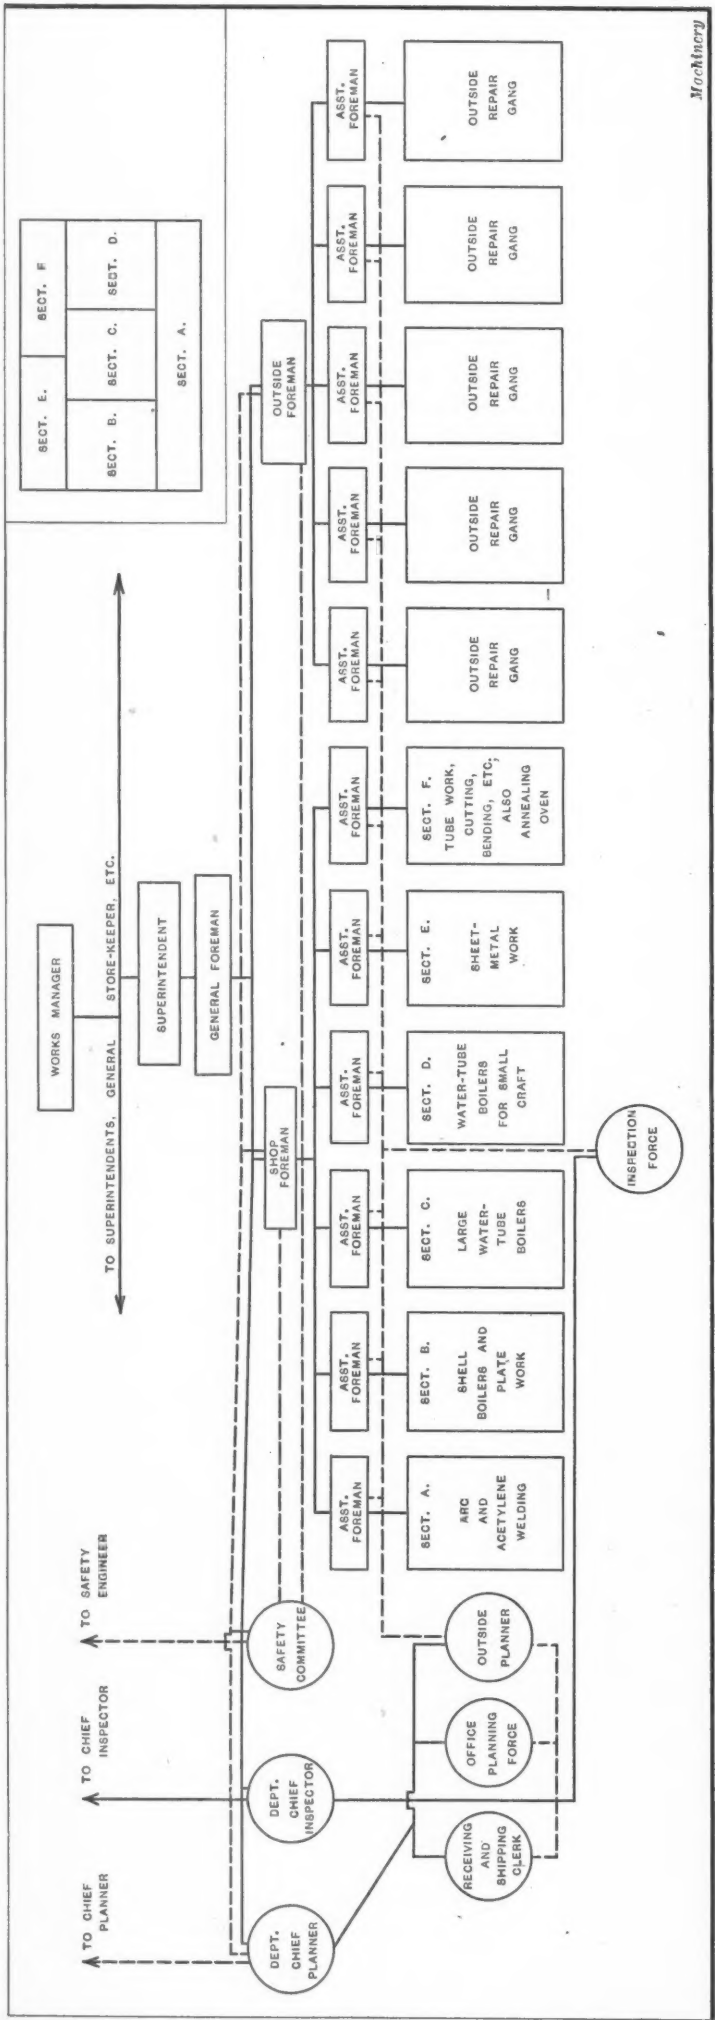 WORKS MANAGER
TO SUPERINTENDENTS, GENERAL STORE-KEEPER, ETC.
SUPERINTENDENT
GENERAL FOREMAN
SECT. E.
SECT. F
SECT. B.
SECT. C.
SECT. D.
SECT. A.
TO CHIEF
PLANNER
TO CHIEF
INSPECTOR
TO SAFETY
ENGINEER
DEPT.
CHIEF
PLANNER
DEPT.
CHIEF
INSPECTOR
SAFETY
COMMITTEE
SHOP
FOREMAN
OUTSIDE
FOREMAN
ASST.
FOREMAN
ASST.
FOREMAN
ASST.
FOREMAN
ASST.
FOREMAN
ASST.
FOREMAN
ASST.
FOREMAN
ASST.
FOREMAN
ASST.
FOREMAN
ASST.
FOREMAN
ASST.
FOREMAN
ASST.
FOREMAN
RECEIVING
AND
SHIPPING
CLERK
OFFICE
PLANNING
FORCE
OUTSIDE
PLANNER
SECT. A.
ARC
AND
ACETYLENE
WELDING
SECT. B.
SHELL
BOILERS AND
PLATE
WORK
SECT. C.
LARGE
WATER-
TUBE
BOILERS
SECT. D.
WATER-TUBE
BOILERS
FOR SMALL
CRAFT
SECT. E.
SHEET-
METAL
WORK
SECT. F.
TUBE WORK,
CUTTING,
BENDING, ETC,
ALSO
ANNEALING
OVEN
OUTSIDE
REPAIR
GANG
OUTSIDE
REPAIR
GANG
OUTSIDE
REPAIR
GANG
OUTSIDE
REPAIR
GANG
OUTSIDE
REPAIR
GANG
INSPECTION
FORCE
Machinery